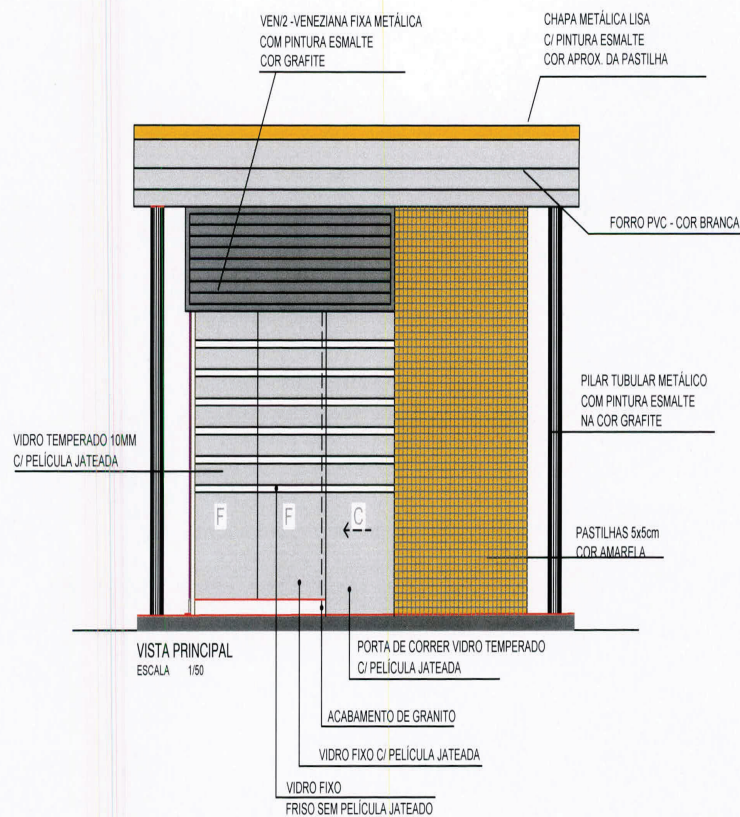 VEN/2 -VENEZIANA FIXA METÁLICA
COM PINTURA ESMALTE
COR GRAFITE
CHAPA METÁLICA LISA
C/ PINTURA ESMALTE
COR APROX. DA PASTILHA
FORRO PVC - COR BRANCA
PILAR TUBULAR METÁLICO
COM PINTURA ESMALTE
NA COR GRAFITE
VIDRO TEMPERADO 10MM
C/ PELÍCULA JATEADA
F
F
C
PASTILHAS 5x5cm
COR AMARELA
VISTA PRINCIPAL
ESCALA 1/50
PORTA DE CORRER VIDRO TEMPERADO
C/ PELÍCULA JATEADA
ACABAMENTO DE GRANITO
VIDRO FIXO C/ PELÍCULA JATEADA
VIDRO FIXO
FRISO SEM PELÍCULA JATEADO